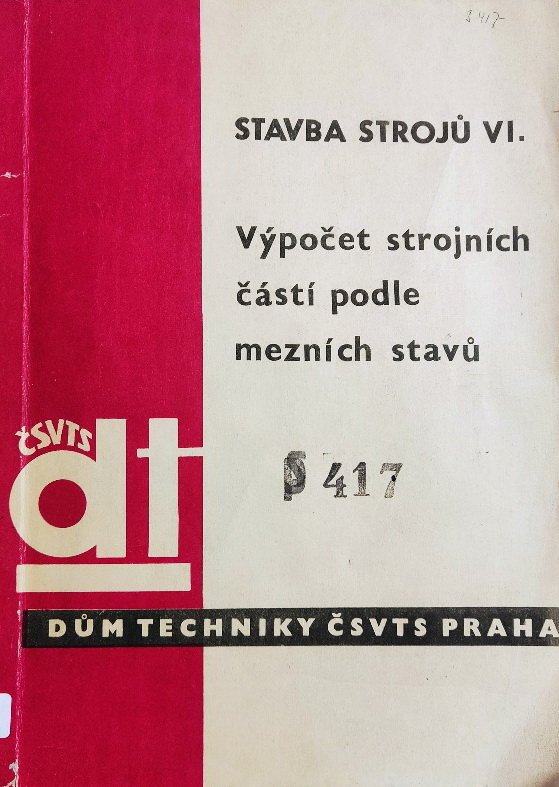 S 417
STAVBA STROJŮ VI.
Výpočet strojních
částí podle
mezních stavů
ČSVTS
dt
417
DŮM TECHNIKY ČSVTS PRAHA